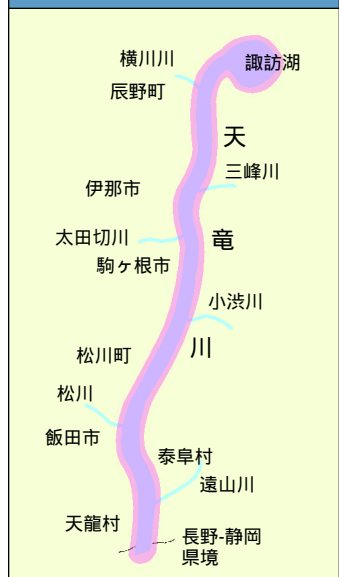 横川川
諏訪湖
辰野町
天
三峰川
伊那市
太田切川
竜
駒ヶ根市
小渋川
川
松川町
松川
飯田市
泰阜村
遠山川
天龍村
長野-静岡
県境